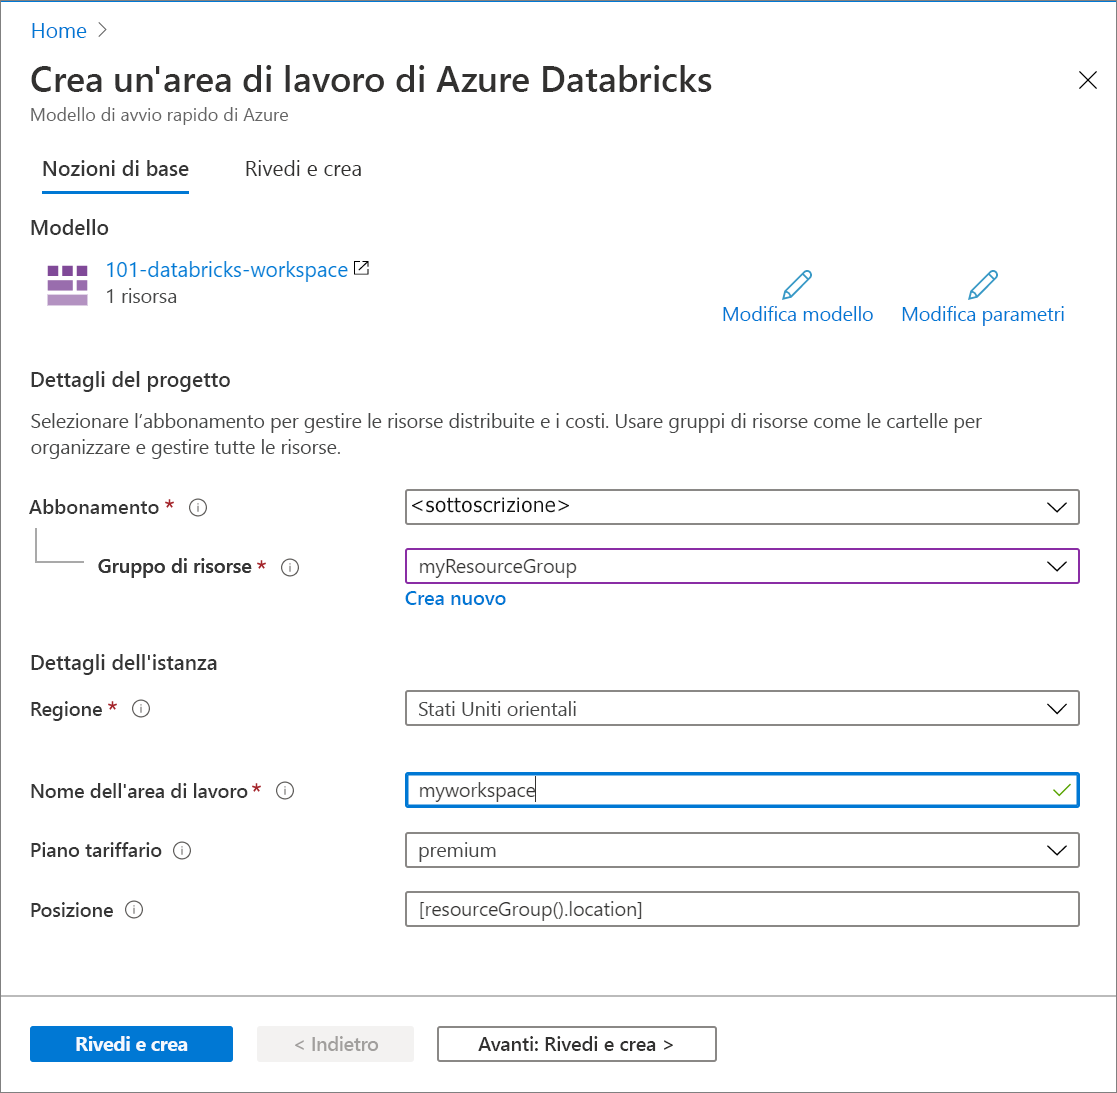 Home >
Crea un'area di lavoro di Azure Databricks
Modello di avvio rapido di Azure
Nozioni di base
Rivedi e crea
Modello
101-databricks-workspace
1 risorsa
Modifica modello
Modifica parametri
Dettagli del progetto
Selezionare l’abbonamento per gestire le risorse distribuite e i costi. Usare gruppi di risorse come le cartelle per
organizzare e gestire tutte le risorse.
Abbonamento *
<sottoscrizione>
Gruppo di risorse *
myResourceGroup
Crea nuovo
Dettagli dell'istanza
Regione *
Stati Uniti orientali
Nome dell'area di lavoro *
myworkspace
Piano tariffario
premium
Posizione
[resourceGroup().location]
Rivedi e crea
< Indietro
Avanti: Rivedi e crea >